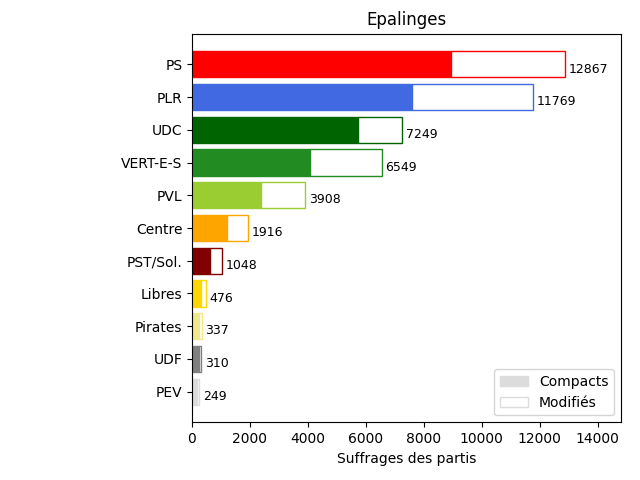 Epalinges
PS 12867
PLR 11769
UDC 7249
VERT-E-S 6549
PVL 3908
Centre 1916
PST/Sol. 1048
Libres 476
Pirates 337
UDF 310
PEV 249
Compacts
Modifiés
0 2000 4000 6000 8000 10000 12000 14000
Suffrages des partis